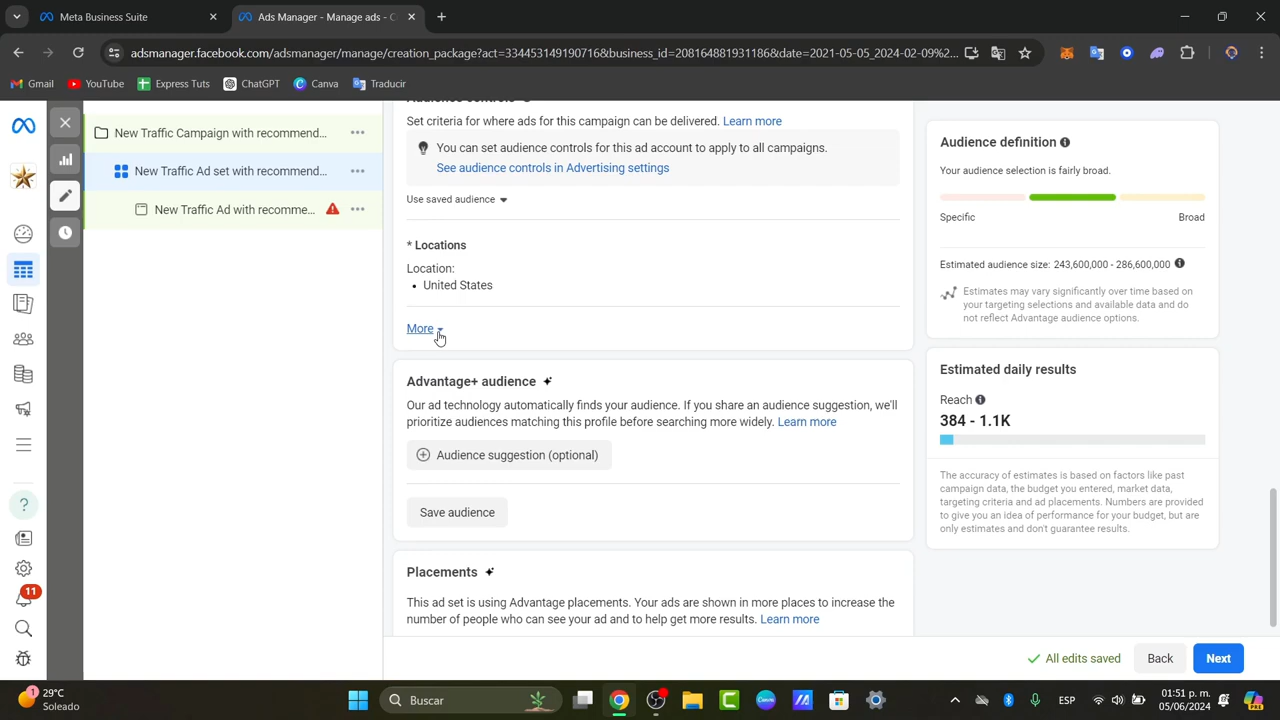 Meta Business Suite
Ads Manager - Manage ads - C
adsmanager.facebook.com/adsmanager/manage/creation_package?act=334453149190716&business_id=208164881931186&date=2021-05-05_2024-02-09%2...
Gmail
YouTube
Express Tuts
ChatGPT
Canva
Traducir
New Traffic Campaign with recommend...
New Traffic Ad set with recommend...
New Traffic Ad with recomme...
11
Audience controls
Set criteria for where ads for this campaign can be delivered. Learn more
You can set audience controls for this ad account to apply to all campaigns.
See audience controls in Advertising settings
Use saved audience
* Locations
Location:
• United States
More
Advantage+ audience
Our ad technology automatically finds your audience. If you share an audience suggestion, we'll
prioritize audiences matching this profile before searching more widely. Learn more
Audience suggestion (optional)
Save audience
Placements
This ad set is using Advantage placements. Your ads are shown in more places to increase the
number of people who can see your ad and to help get more results. Learn more
Audience definition
Your audience selection is fairly broad.
Specific
Broad
Estimated audience size: 243,600,000 - 286,600,000
Estimates may vary significantly over time based on
your targeting selections and available data and do
not reflect Advantage audience options.
Estimated daily results
Reach
384 - 1.1K
The accuracy of estimates is based on factors like past
campaign data, the budget you entered, market data,
targeting criteria and ad placements. Numbers are provided
to give you an idea of performance for your budget, but are
only estimates and don't guarantee results.
All edits saved
Back
Next
1
29°C
Soleado
Buscar
ESP
01:51 p. m.
05/06/2024